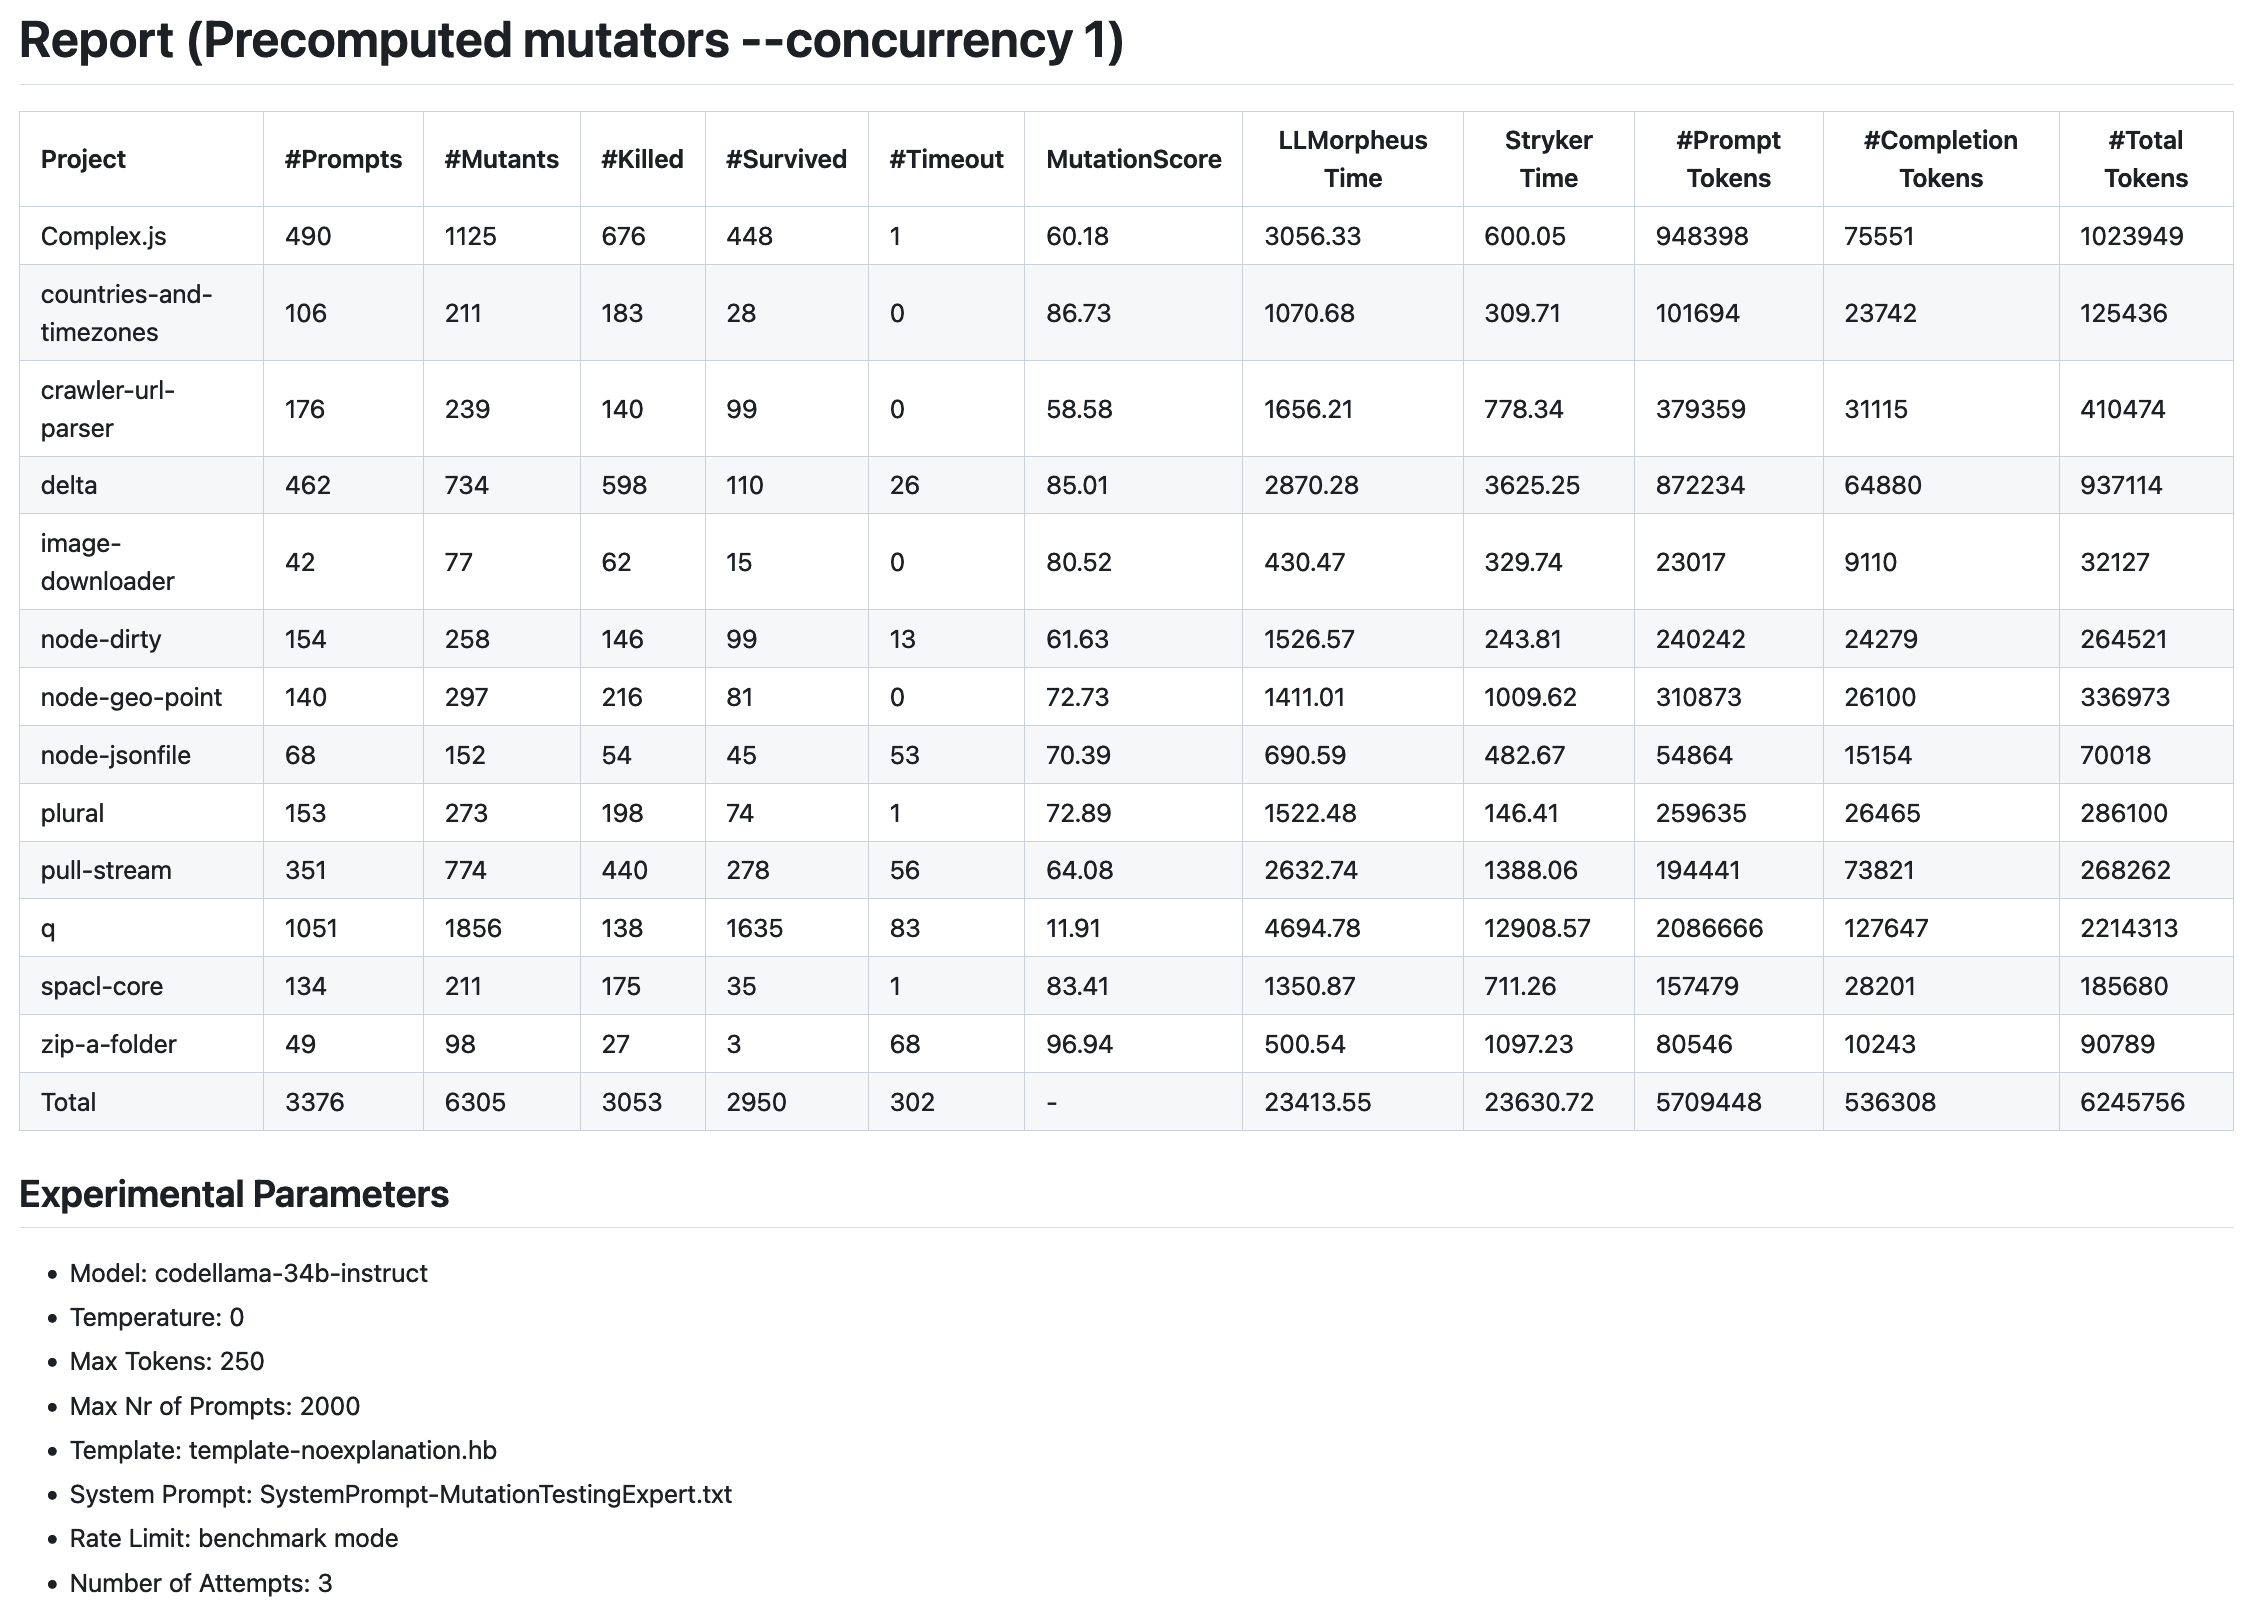 Report (Precomputed mutators --concurrency 1)
Project #Prompts #Mutants #Killed #Survived #Timeout MutationScore LLMorpheus Time Stryker Time #Prompt Tokens #Completion Tokens #Total Tokens
Complex.js 490 1125 676 448 1 60.18 3056.33 600.05 948398 75551 1023949
countries-and-timezones 106 211 183 28 0 86.73 1070.68 309.71 101694 23742 125436
crawler-url-parser 176 239 140 99 0 58.58 1656.21 778.34 379359 31115 410474
delta 462 734 598 110 26 85.01 2870.28 3625.25 872234 64880 937114
image-downloader 42 77 62 15 0 80.52 430.47 329.74 23017 9110 32127
node-dirty 154 258 146 99 13 61.63 1526.57 243.81 240242 24279 264521
node-geo-point 140 297 216 81 0 72.73 1411.01 1009.62 310873 26100 336973
node-jsonfile 68 152 54 45 53 70.39 690.59 482.67 54864 15154 70018
plural 153 273 198 74 1 72.89 1522.48 146.41 259635 26465 286100
pull-stream 351 774 440 278 56 64.08 2632.74 1388.06 194441 73821 268262
q 1051 1856 138 1635 83 11.91 4694.78 12908.57 2086666 127647 2214313
spacl-core 134 211 175 35 1 83.41 1350.87 711.26 157479 28201 185680
zip-a-folder 49 98 27 3 68 96.94 500.54 1097.23 80546 10243 90789
Total 3376 6305 3053 2950 302 - 23413.55 23630.72 5709448 536308 6245756
Experimental Parameters
• Model: codellama-34b-instruct
• Temperature: 0
• Max Tokens: 250
• Max Nr of Prompts: 2000
• Template: template-noexplanation.hb
• System Prompt: SystemPrompt-MutationTestingExpert.txt
• Rate Limit: benchmark mode
• Number of Attempts: 3